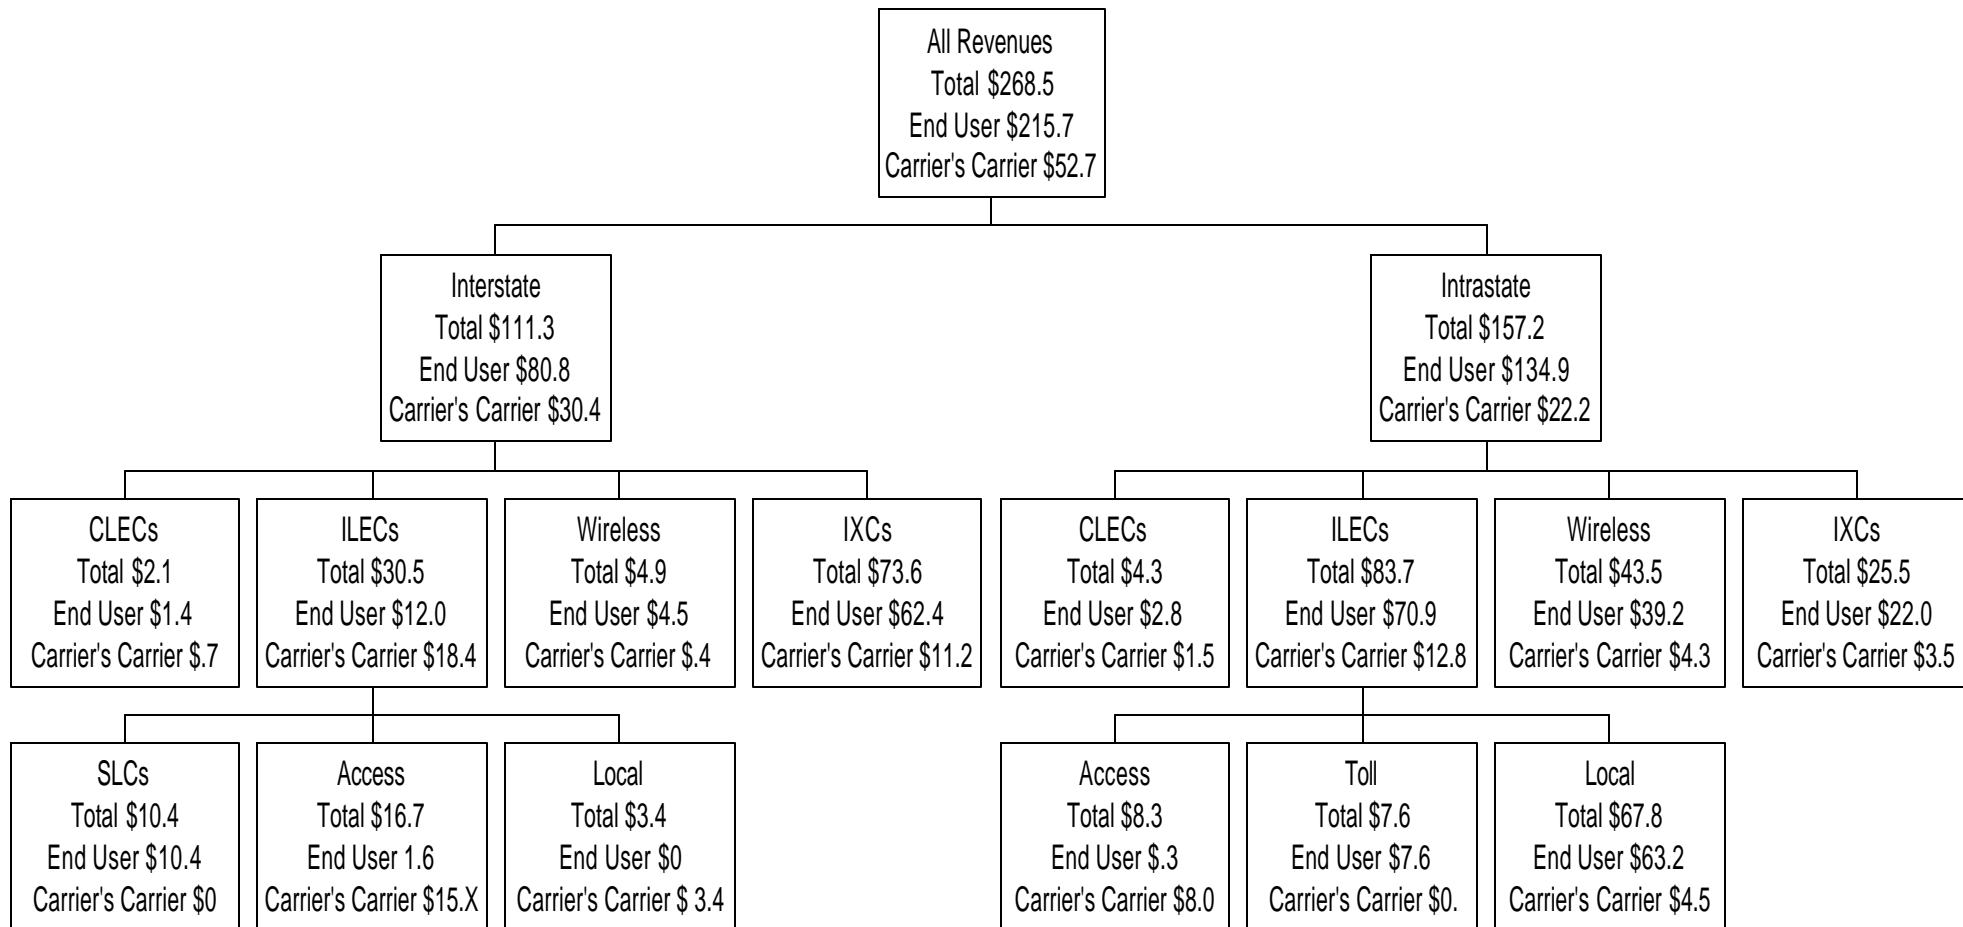 All Revenues
Total $268.5
End User $215.7
Carrier's Carrier $52.7
Interstate
Total $111.3
End User $80.8
Carrier's Carrier $30.4
Intrastate
Total $157.2
End User $134.9
Carrier's Carrier $22.2
CLECs
Total $2.1
End User $1.4
Carrier's Carrier $.7
ILECs
Total $30.5
End User $12.0
Carrier's Carrier $18.4
Wireless
Total $4.9
End User $4.5
Carrier's Carrier $.4
IXCs
Total $73.6
End User $62.4
Carrier's Carrier $11.2
CLECs
Total $4.3
End User $2.8
Carrier's Carrier $1.5
ILECs
Total $83.7
End User $70.9
Carrier's Carrier $12.8
Wireless
Total $43.5
End User $39.2
Carrier's Carrier $4.3
IXCs
Total $25.5
End User $22.0
Carrier's Carrier $3.5
SLCs
Total $10.4
End User $10.4
Carrier's Carrier $0
Access
Total $16.7
End User 1.6
Carrier's Carrier $15.X
Local
Total $3.4
End User $0
Carrier's Carrier $ 3.4
Access
Total $8.3
End User $.3
Carrier's Carrier $8.0
Toll
Total $7.6
End User $7.6
Carrier's Carrier $0.
Local
Total $67.8
End User $63.2
Carrier's Carrier $4.5